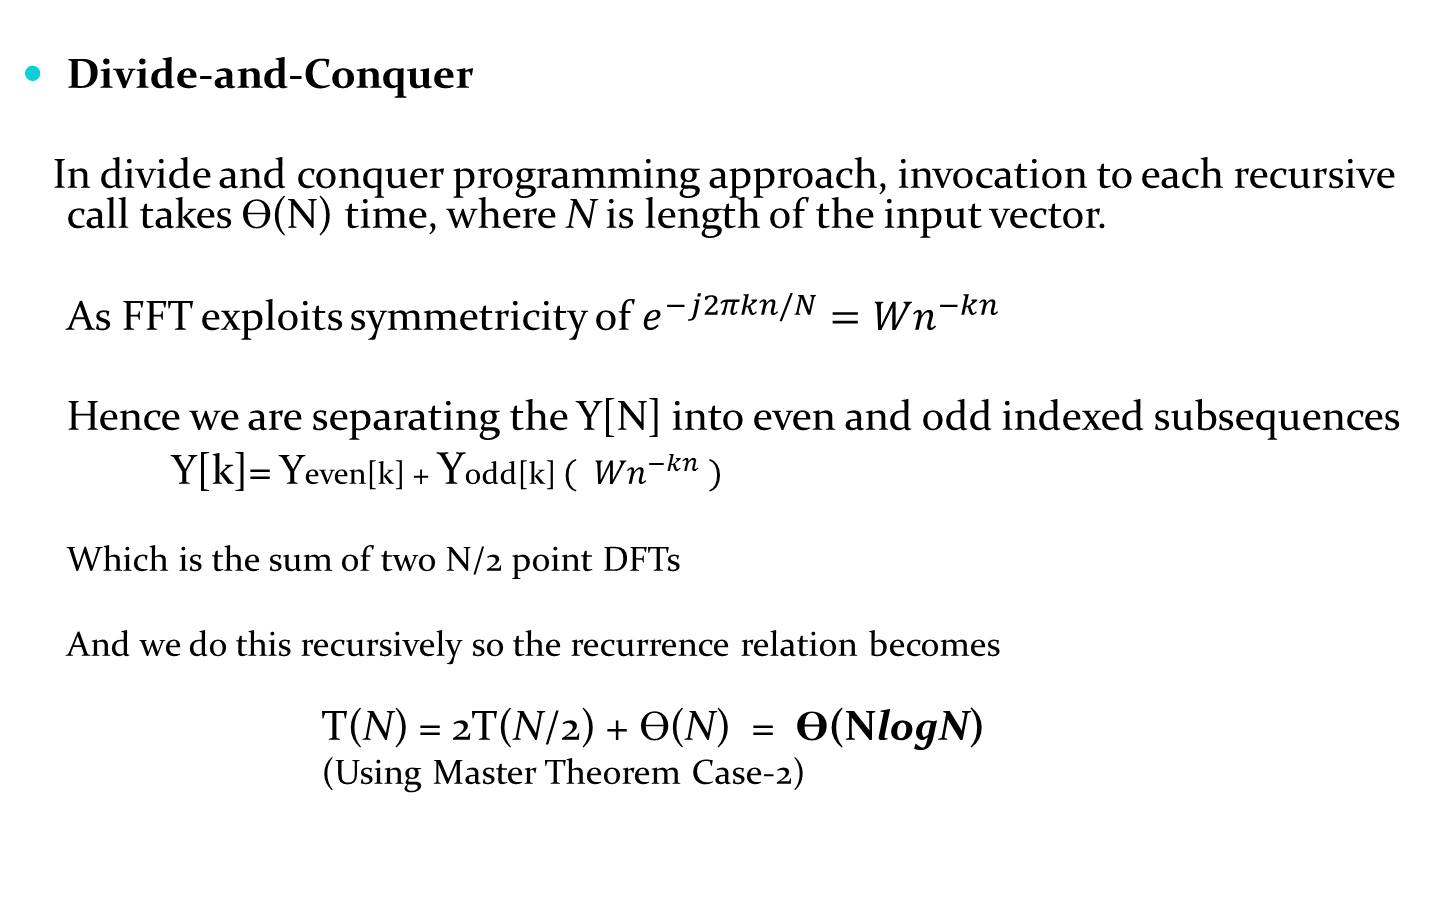 • Divide-and-Conquer
In divide and conquer programming approach, invocation to each recursive
call takes Ө(N) time, where N is length of the input vector.
As FFT exploits symmetricity of e^{−j2πkn/N} = Wn^{−kn}
Hence we are separating the Y[N] into even and odd indexed subsequences
Y[k]= Yeven[k] + Yodd[k] ( Wn^{−kn} )
Which is the sum of two N/2 point DFTs
And we do this recursively so the recurrence relation becomes
T(N) = 2T(N/2) + Ө(N) = Ө(NlogN)
(Using Master Theorem Case-2)